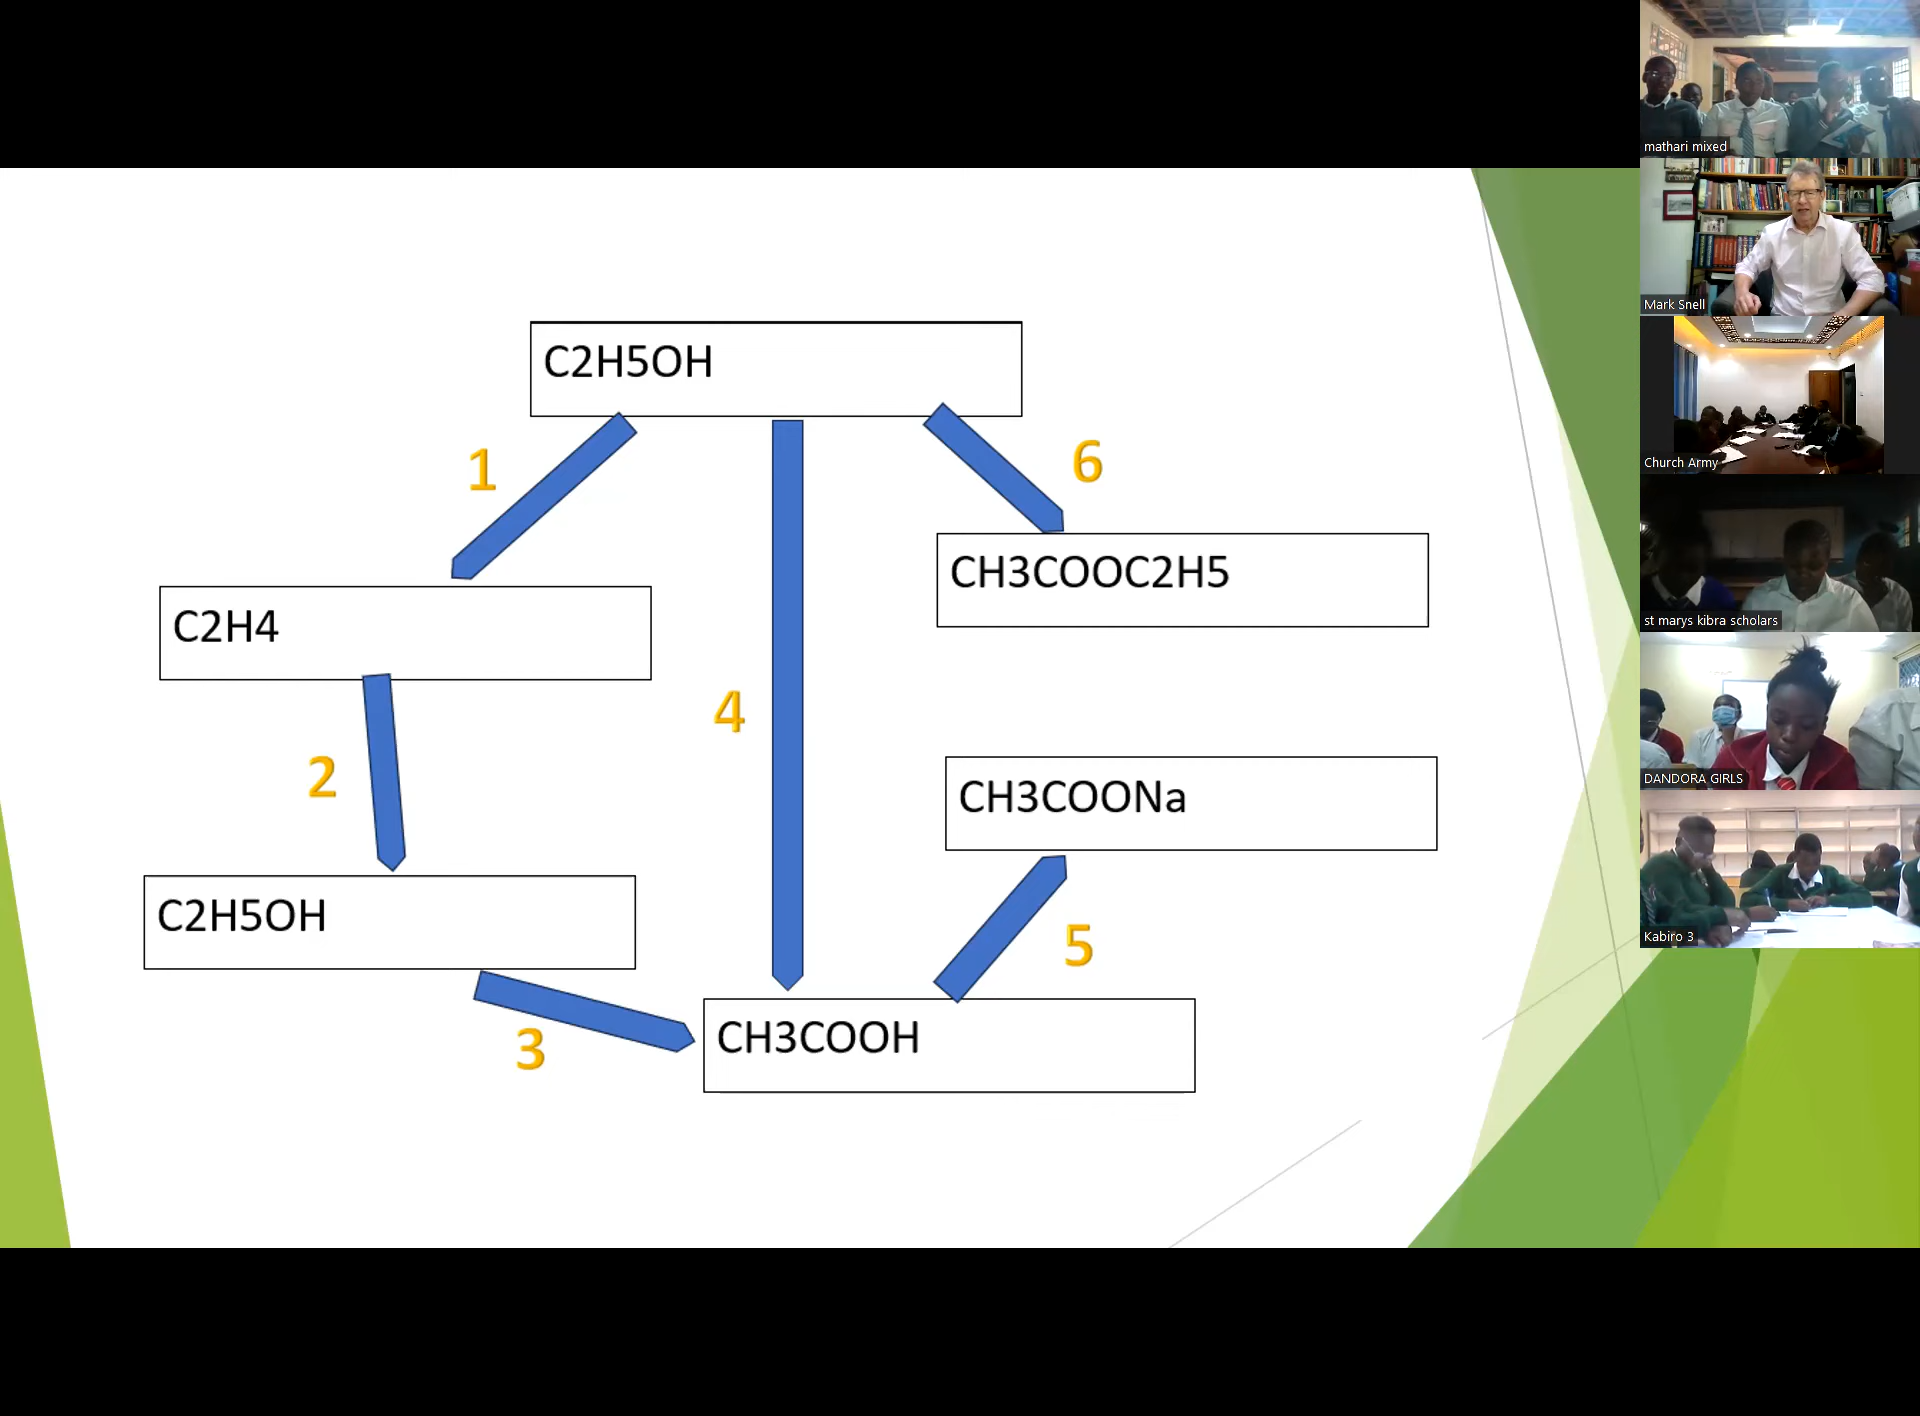 C2H5OH
1
6
CH3COOC2H5
C2H4
4
2
CH3COONa
C2H5OH
5
3
CH3COOH
mathari mixed
Mark Snell
Church Army
st marys kibra scholars
DANDORA GIRLS
Kabiro 3